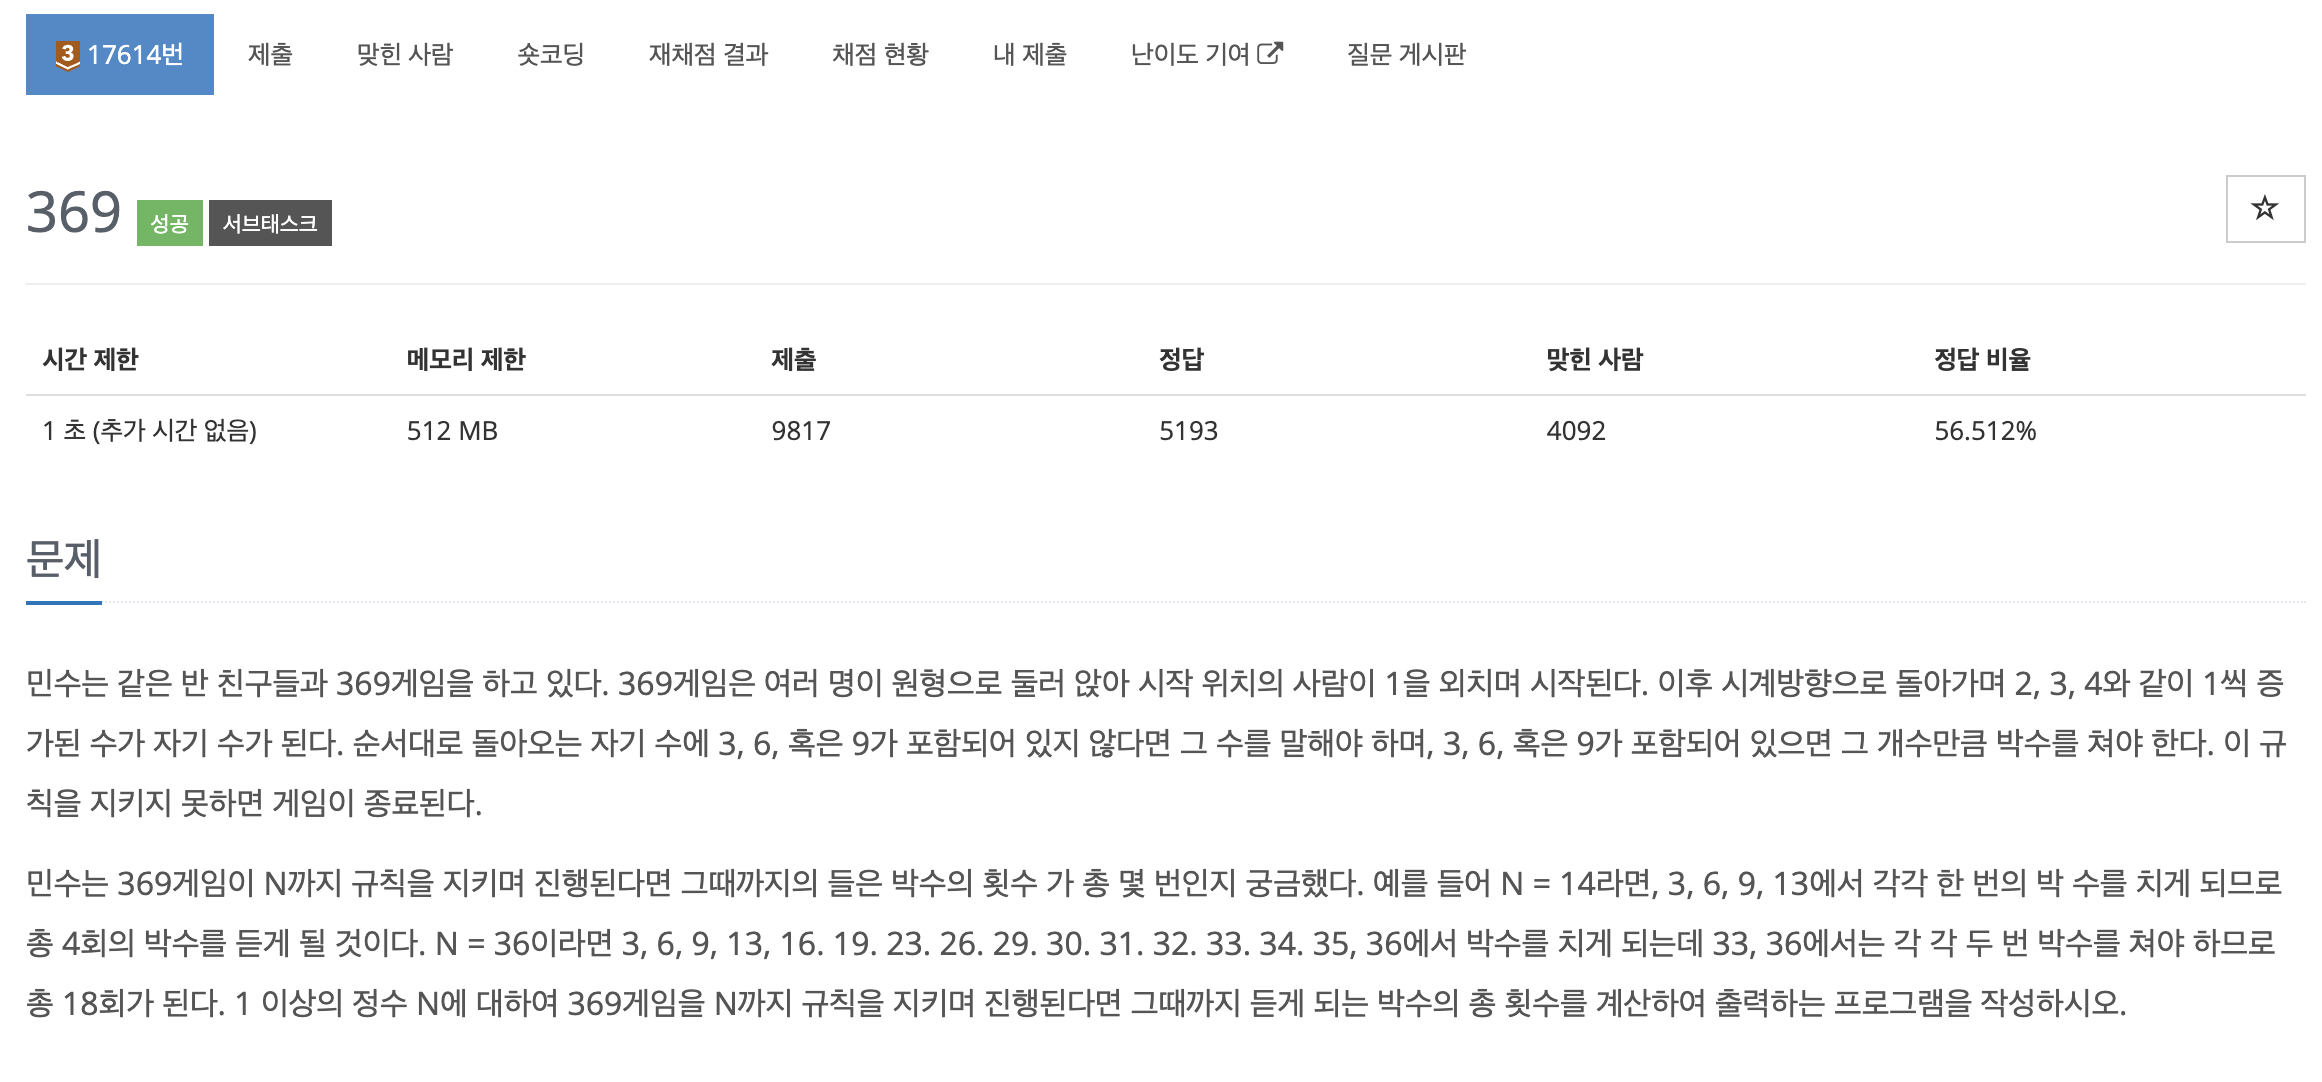 3 17614번 제출 맞힌 사람 숏코딩 재채점 결과 채점 현황 내 제출 난이도 기여 질문 게시판
369 성공 서브태스크
시간 제한 메모리 제한 제출 정답 맞힌 사람 정답 비율
1 초 (추가 시간 없음) 512 MB 9817 5193 4092 56.512%
문제
민수는 같은 반 친구들과 369게임을 하고 있다. 369게임은 여러 명이 원형으로 둘러 앉아 시작 위치의 사람이 1을 외치며 시작된다. 이후 시계방향으로 돌아가며 2, 3, 4와 같이 1씩 증
가된 수가 자기 수가 된다. 순서대로 돌아오는 자기 수에 3, 6, 혹은 9가 포함되어 있지 않다면 그 수를 말해야 하며, 3, 6, 혹은 9가 포함되어 있으면 그 개수만큼 박수를 쳐야 한다. 이 규
칙을 지키지 못하면 게임이 종료된다.
민수는 369게임이 N까지 규칙을 지키며 진행된다면 그때까지의 들은 박수의 횟수 가 총 몇 번인지 궁금했다. 예를 들어 N = 14라면, 3, 6, 9, 13에서 각각 한 번의 박 수를 치게 되므로
총 4회의 박수를 듣게 될 것이다. N = 36이라면 3, 6, 9, 13, 16. 19. 23. 26. 29. 30. 31. 32. 33. 34. 35, 36에서 박수를 치게 되는데 33, 36에서는 각 각 두 번 박수를 쳐야 하므로
총 18회가 된다. 1 이상의 정수 N에 대하여 369게임을 N까지 규칙을 지키며 진행된다면 그때까지 듣게 되는 박수의 총 횟수를 계산하여 출력하는 프로그램을 작성하시오.